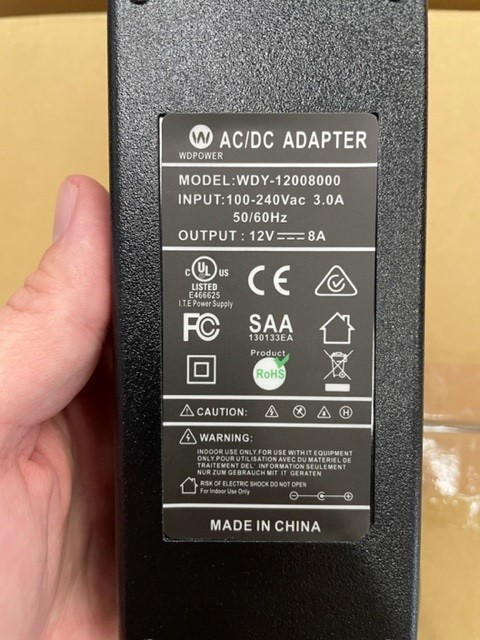 W AC/DC ADAPTER
WDPOWER
MODEL:WDY-12008000
INPUT:100-240Vac 3.0A
50/60Hz
OUTPUT : 12V⎓8A
C UL US
LISTED
E466625
I.T.E Power Supply
CE
FC
SAA
130133EA
Product
RoHS
CAUTION: H
WARNING:
INDOOR USE ONLY.FOR USE WITH IT EQUIPMENT
ONLY.POUR UTILISATION AVEC DU MATERIEL DE
TRAITEMENT DEL' INFORMATION SEULEMENT
NUR ZUM GEBRAUCH MIT IT GERATEN
RISK OF ELECTRIC SHOCK DO NOT OPEN
For Indoor Use Only
MADE IN CHINA